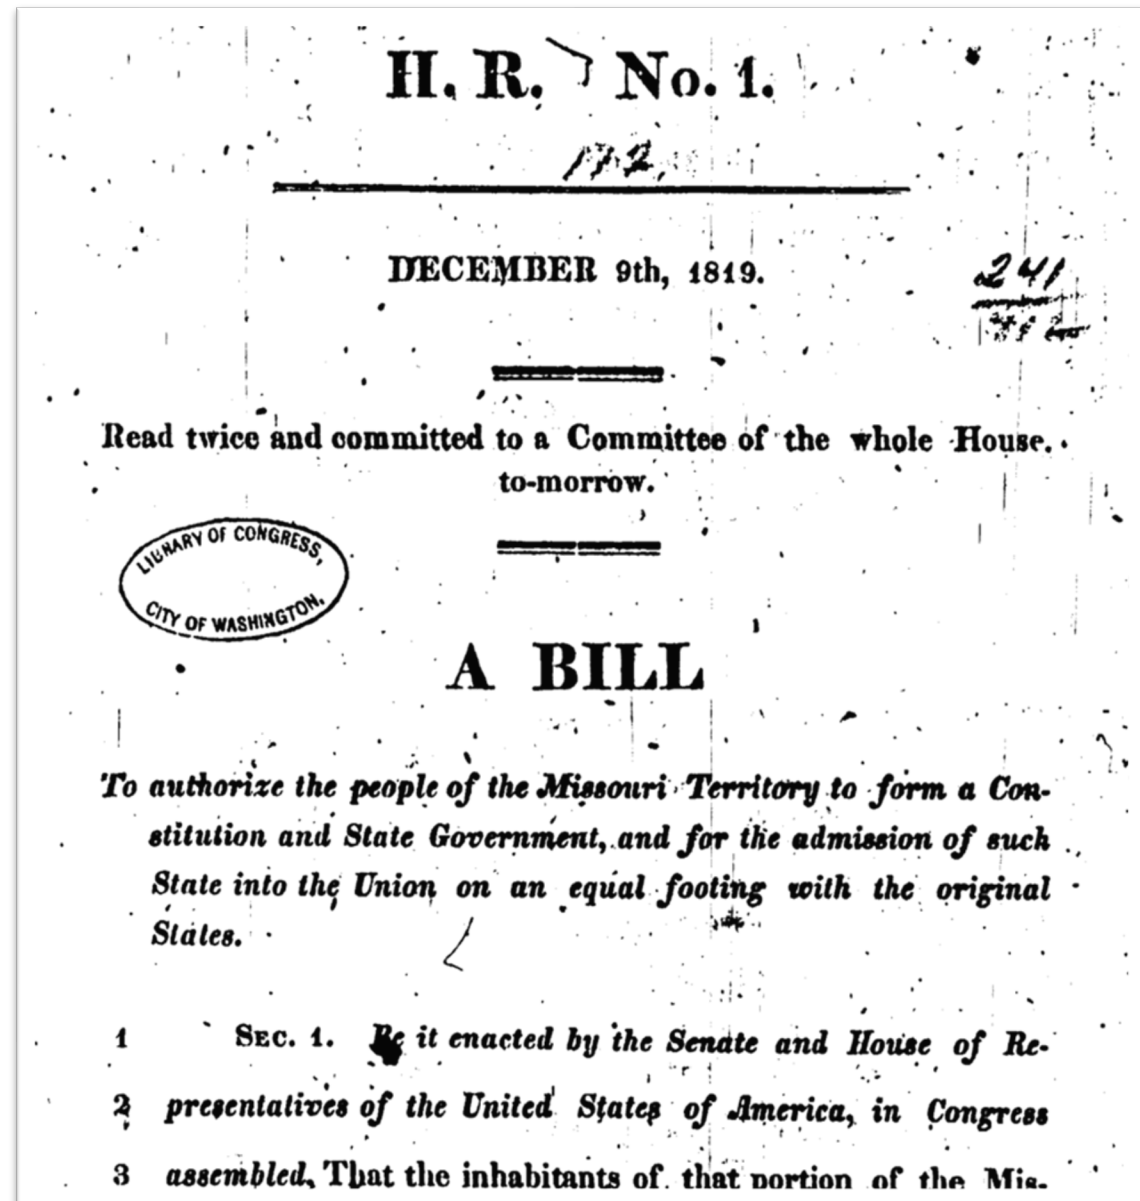 H. R. No. 1.
172.
DECEMBER 9th, 1819.
241
Read twice and committed to a Committee of the whole House.
to-morrow.
LIBRARY OF CONGRESS,
CITY OF WASHINGTON.
A BILL
To authorize the people of the Missouri Territory to form a Con-
stitution and State Government, and for the admission of such
State into the Union on an equal footing with the original
States.
1 SEC. 1. Be it enacted by the Senate and House of Re-
2 presentatives of the United States of America, in Congress
3 assembled, That the inhabitants of that portion of the Mis-